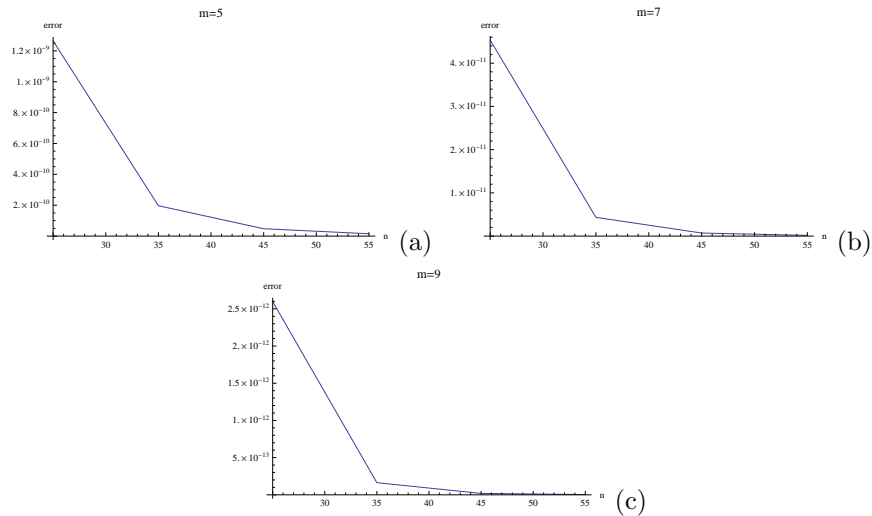 m=5
error
1.2×10^-9
1.×10^-9
8.×10^-10
6.×10^-10
4.×10^-10
2.×10^-10
30 35 40 45 50 55
n
(a)
m=7
error
4.×10^-11
3.×10^-11
2.×10^-11
1.×10^-11
30 35 40 45 50 55
n
(b)
m=9
error
2.5×10^-12
2.×10^-12
1.5×10^-12
1.×10^-12
5.×10^-13
30 35 40 45 50 55
n
(c)